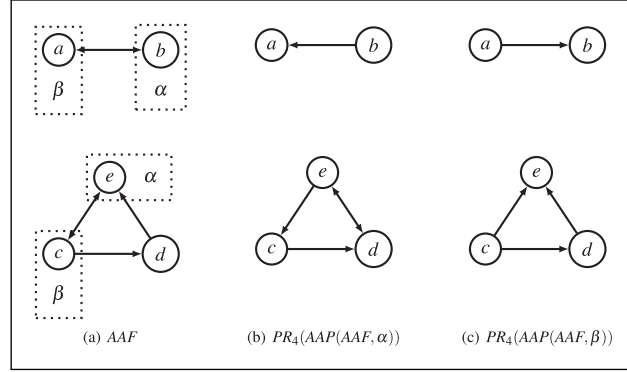 a b a b a b
β α
e α e e
c d c d c d
β
(a) AAF (b) PR₄(AAP(AAF, α)) (c) PR₄(AAP(AAF, β))